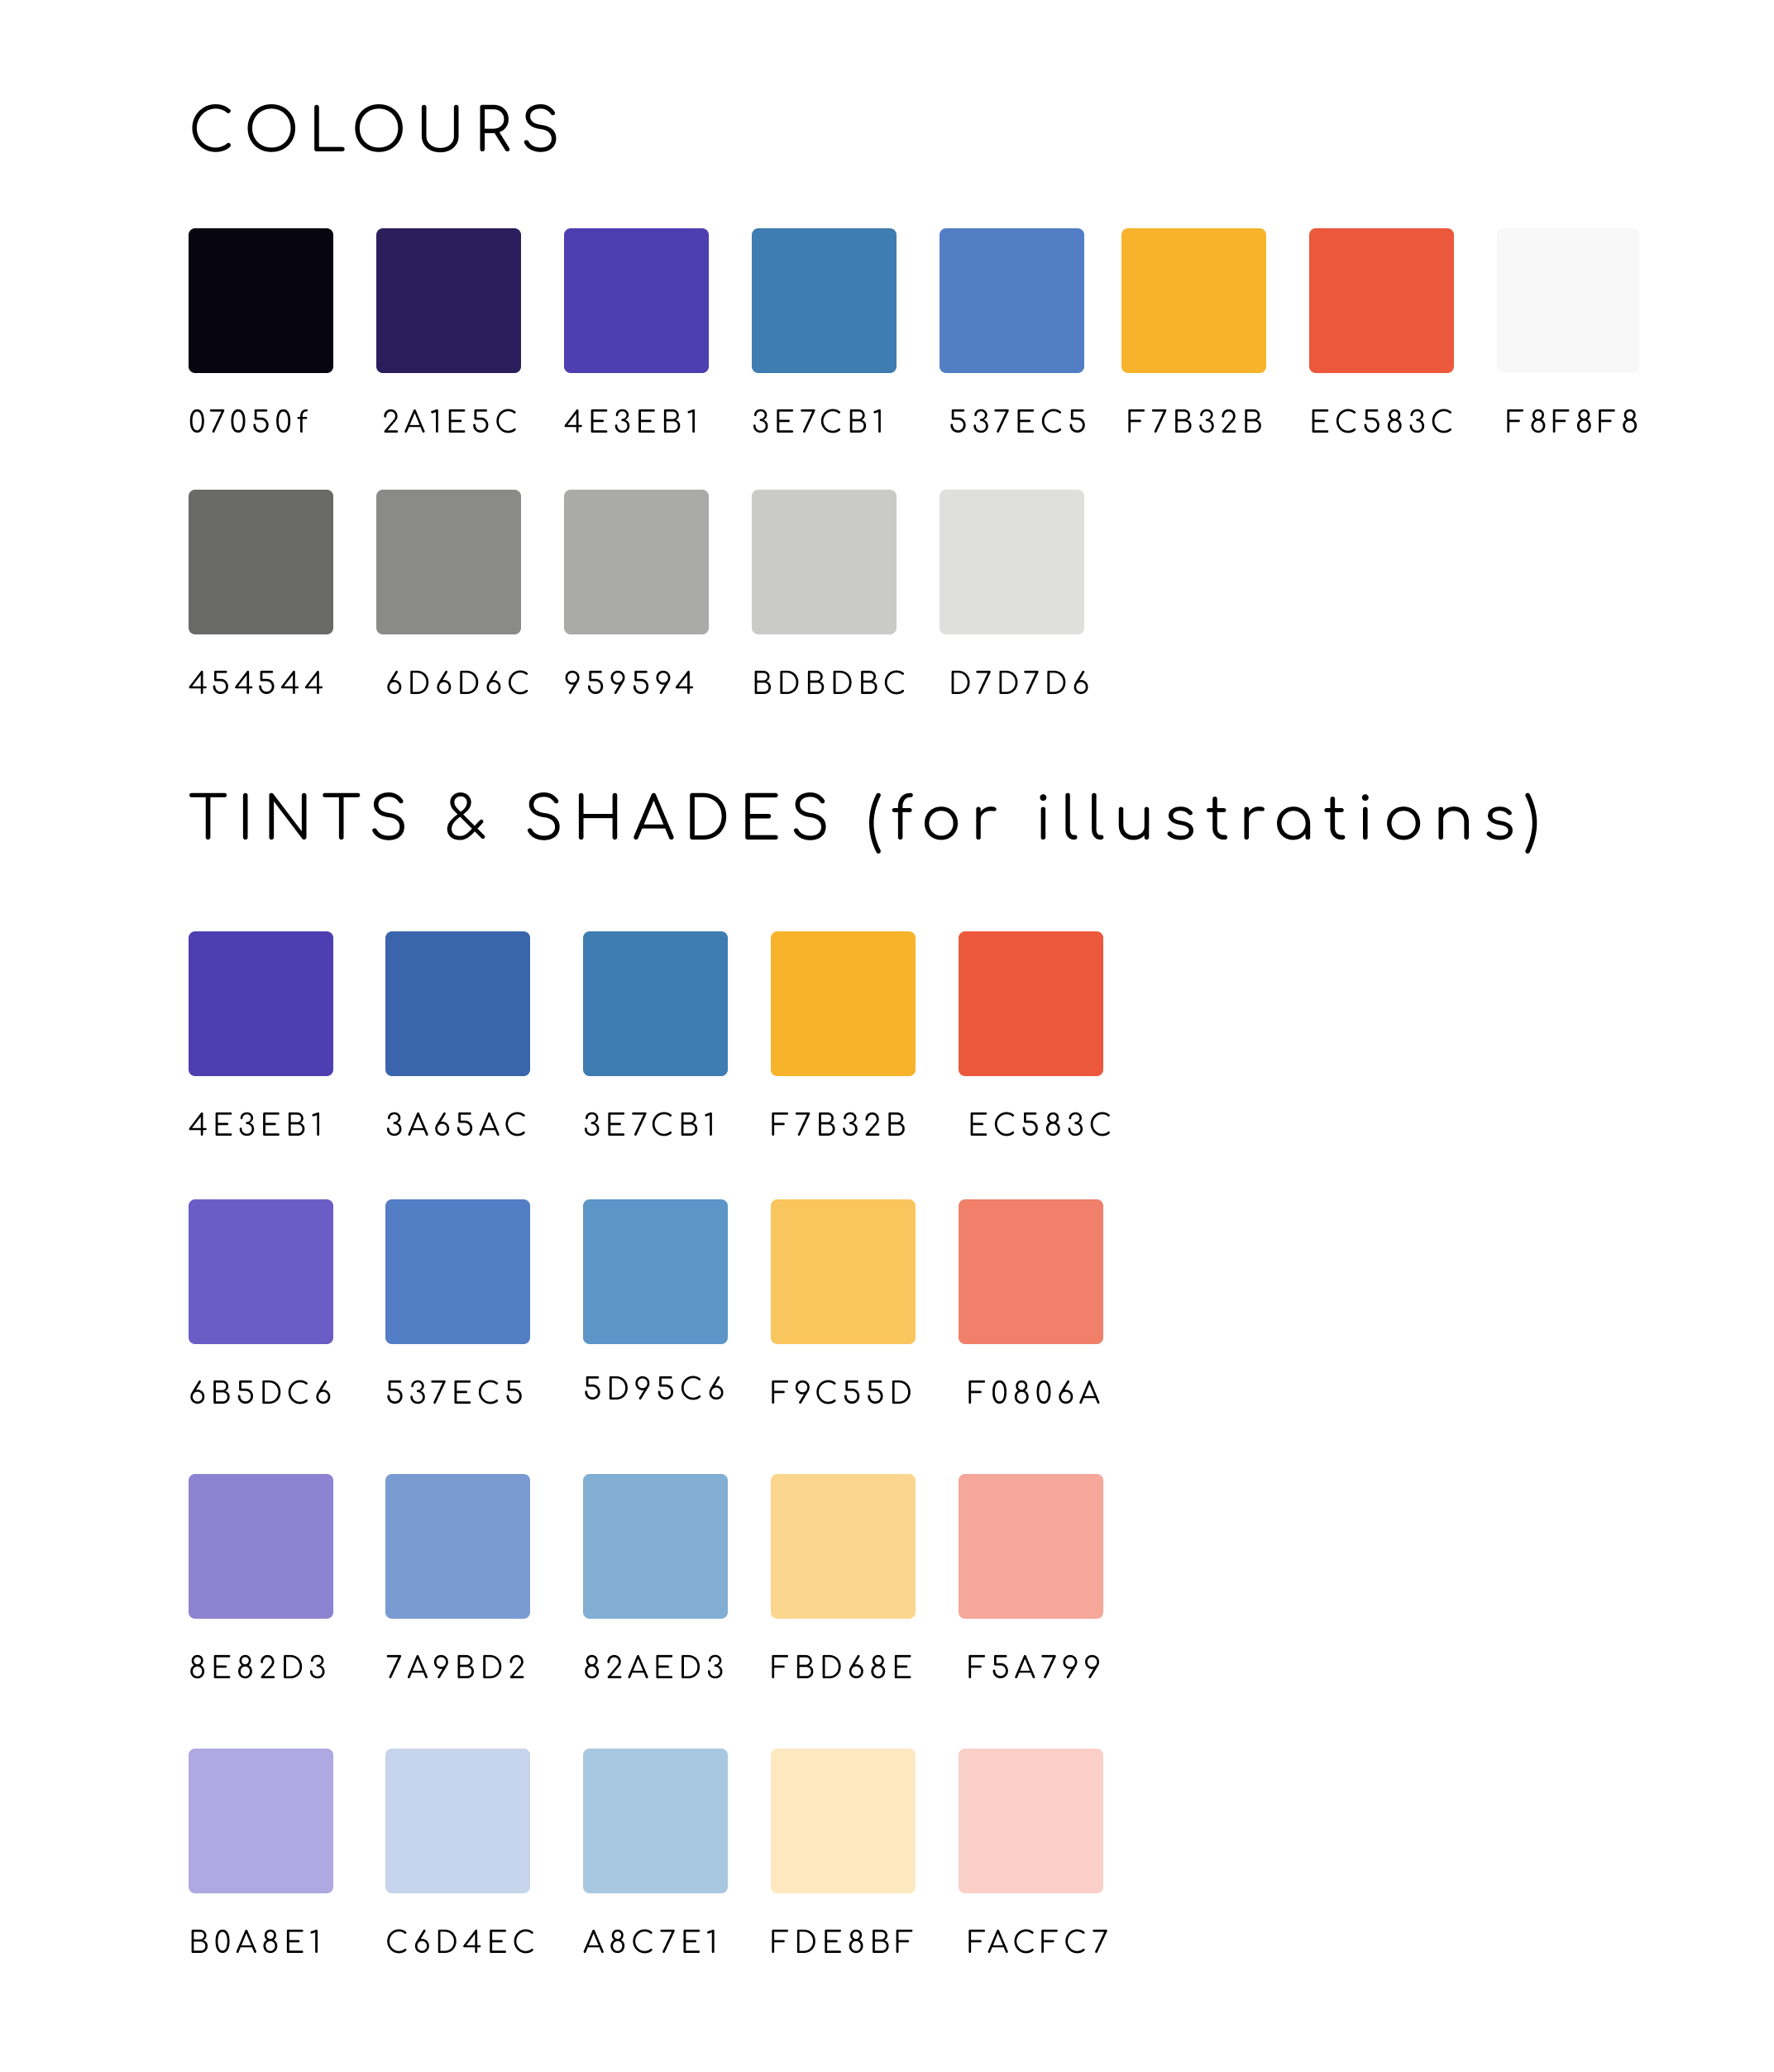 COLOURS
07050f 2A1E5C 4E3EB1 3E7CB1 537EC5 F7B32B EC583C F8F8F8
454544 6D6D6C 959594 BDBDBC D7D7D6
TINTS & SHADES (for illustrations)
4E3EB1 3A65AC 3E7CB1 F7B32B EC583C
6B5DC6 537EC5 5D95C6 F9C55D F0806A
8E82D3 7A9BD2 82AED3 FBD68E F5A799
B0A8E1 C6D4EC A8C7E1 FDE8BF FACFC7